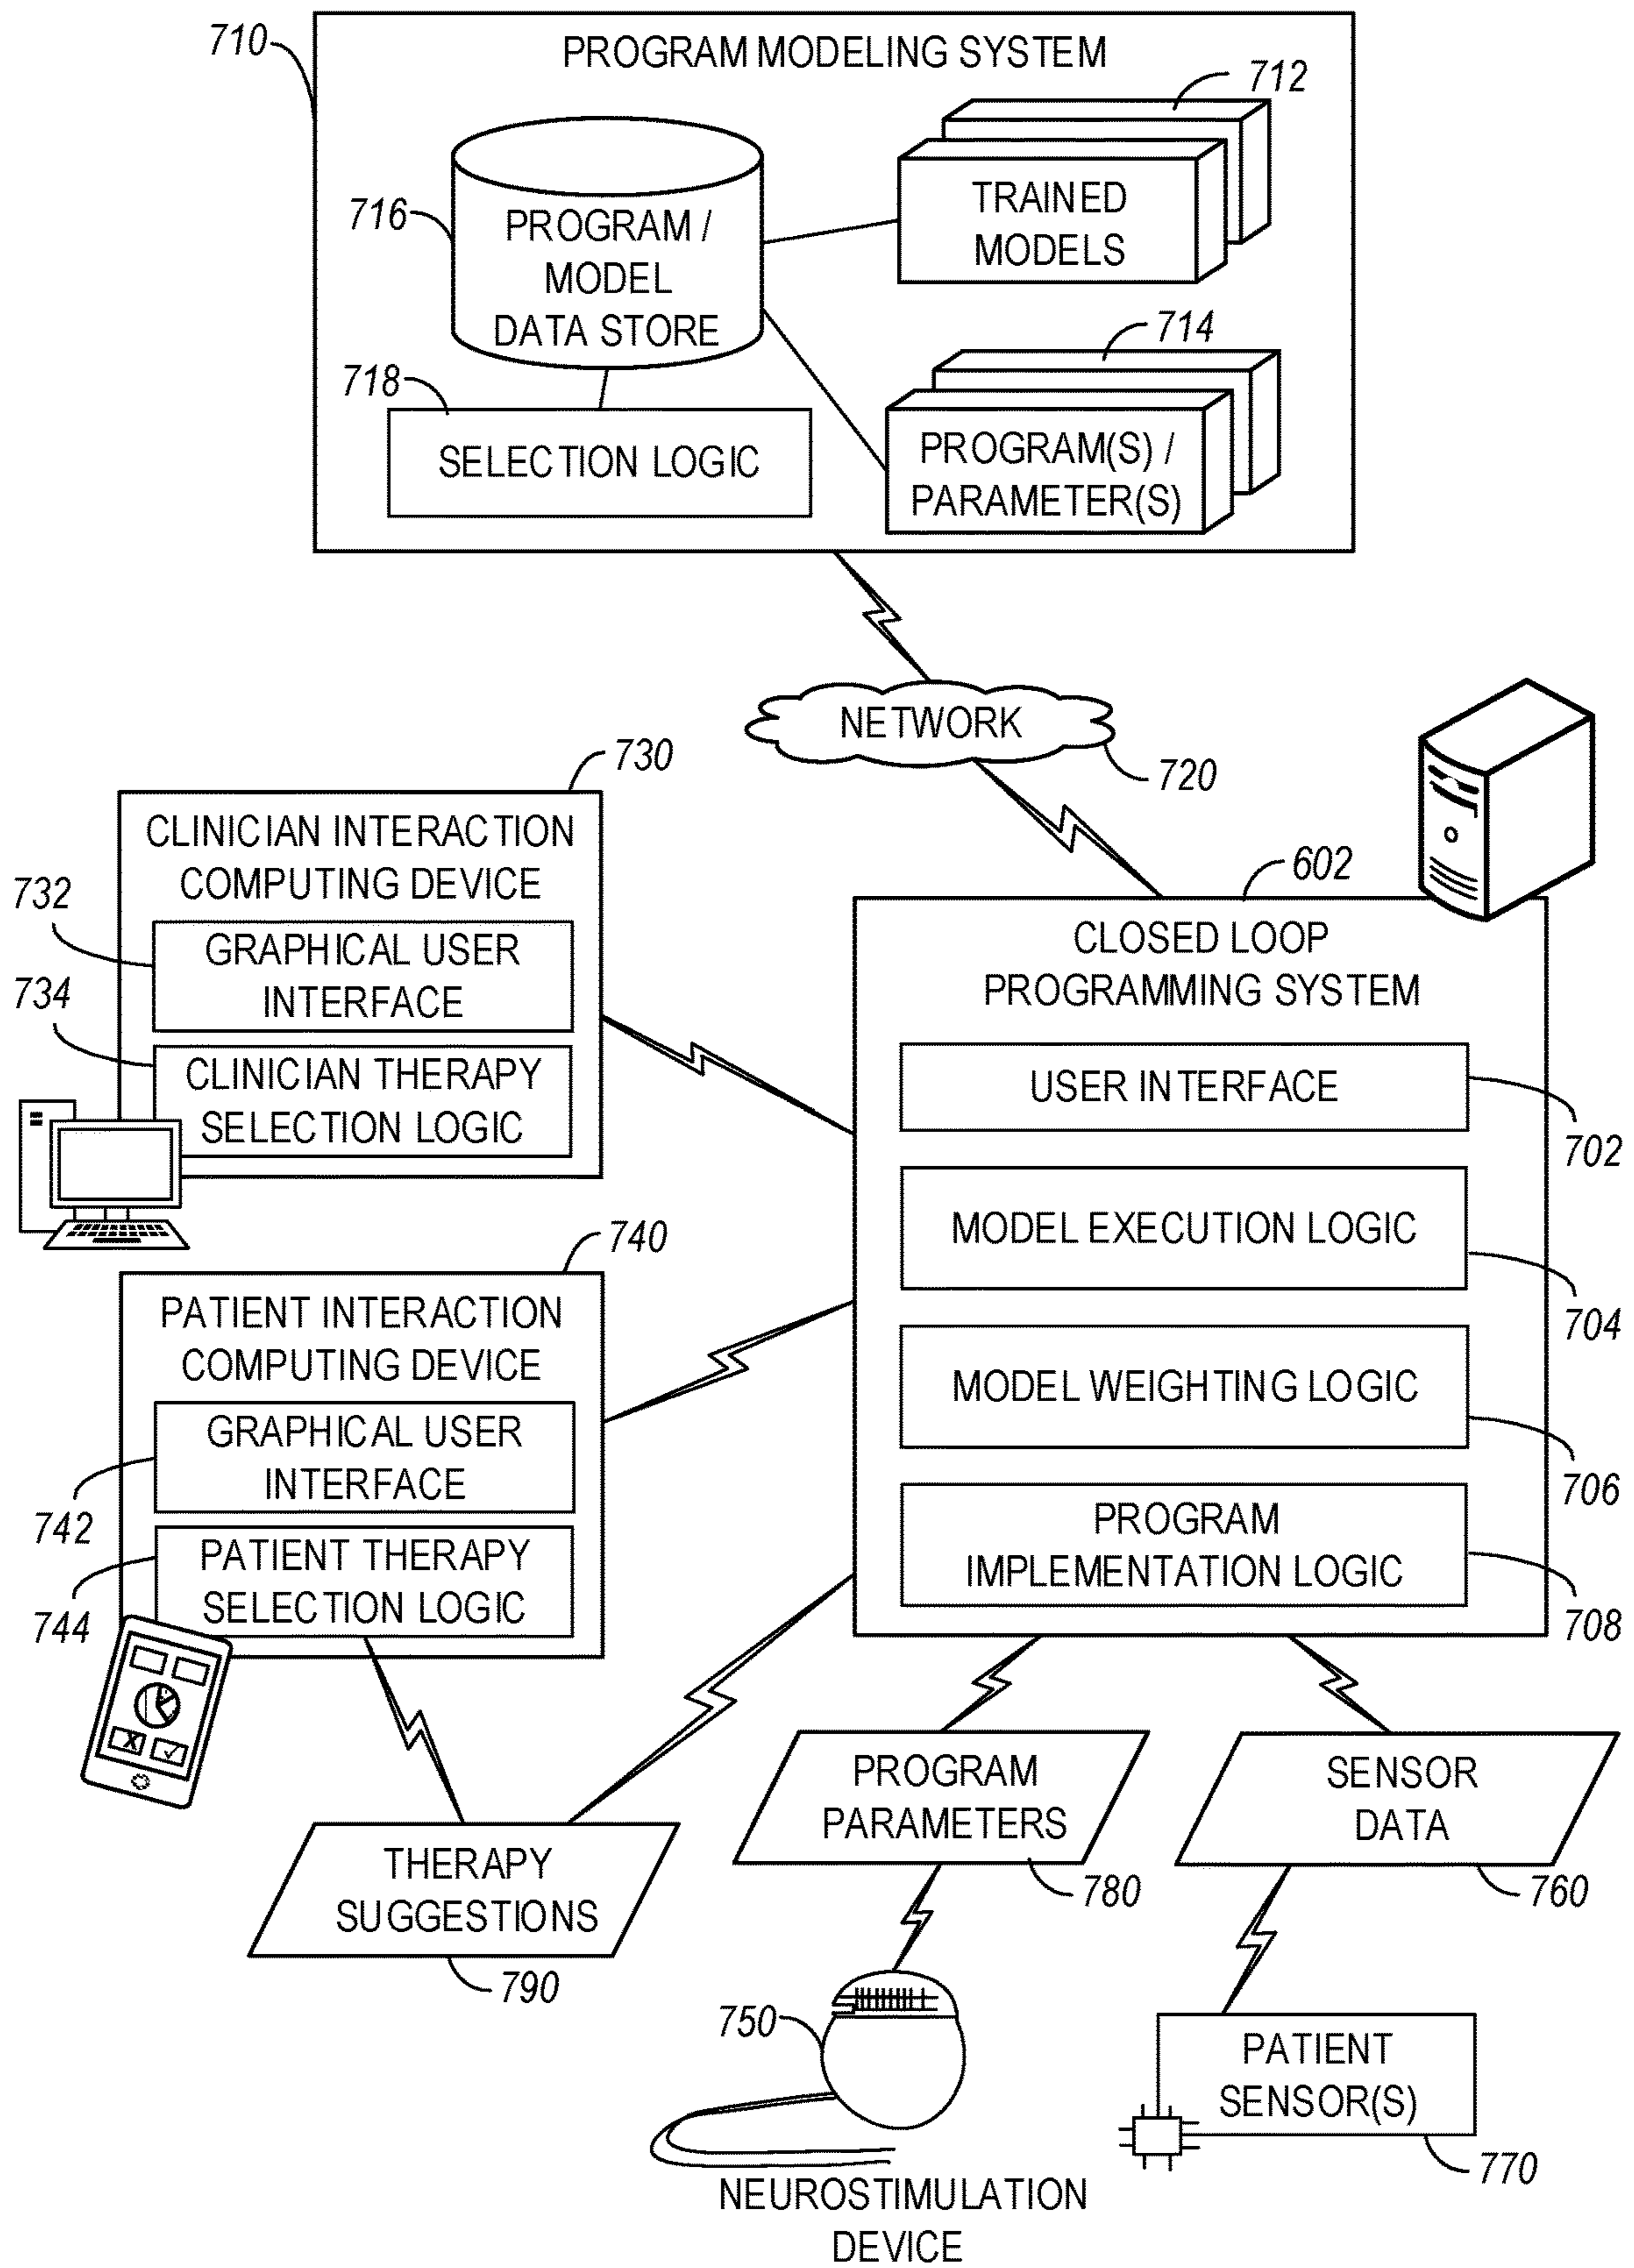 710
PROGRAM MODELING SYSTEM
712
716
PROGRAM /
MODEL
DATA STORE
TRAINED
MODELS
714
718
SELECTION LOGIC
PROGRAM(S) /
PARAMETER(S)
NETWORK
720
730
CLINICIAN INTERACTION
COMPUTING DEVICE
732
GRAPHICAL USER
INTERFACE
734
CLINICIAN THERAPY
SELECTION LOGIC
602
CLOSED LOOP
PROGRAMMING SYSTEM
USER INTERFACE
702
MODEL EXECUTION LOGIC
704
MODEL WEIGHTING LOGIC
706
PROGRAM
IMPLEMENTATION LOGIC
708
740
PATIENT INTERACTION
COMPUTING DEVICE
GRAPHICAL USER
INTERFACE
742
PATIENT THERAPY
SELECTION LOGIC
744
X
THERAPY
SUGGESTIONS
790
PROGRAM
PARAMETERS
780
SENSOR
DATA
760
750
NEUROSTIMULATION
DEVICE
PATIENT
SENSOR(S)
770